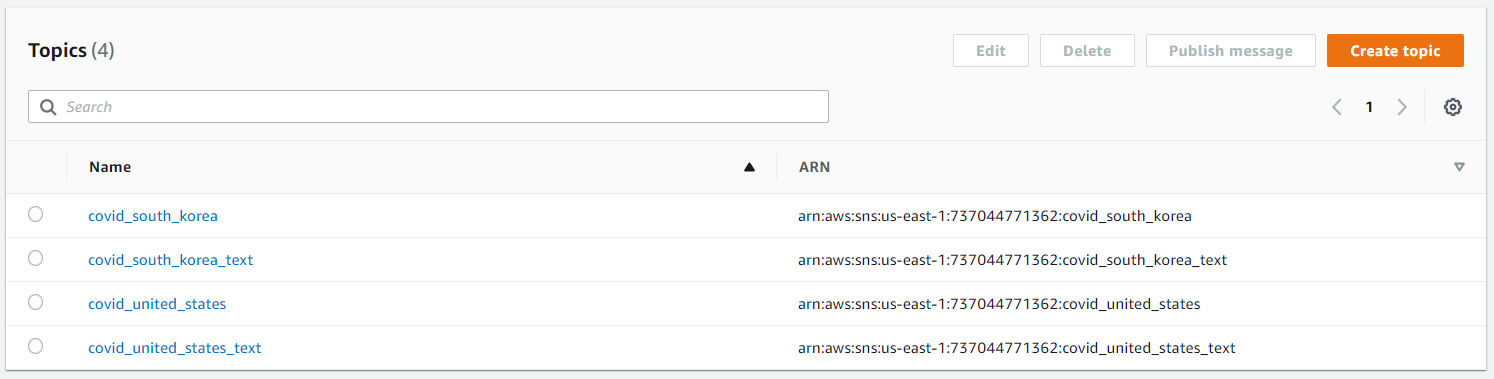 Topics (4)
Edit
Delete
Publish message
Create topic
Search
1
Name
ARN
covid_south_korea
arn:aws:sns:us-east-1:737044771362:covid_south_korea
covid_south_korea_text
arn:aws:sns:us-east-1:737044771362:covid_south_korea_text
covid_united_states
arn:aws:sns:us-east-1:737044771362:covid_united_states
covid_united_states_text
arn:aws:sns:us-east-1:737044771362:covid_united_states_text